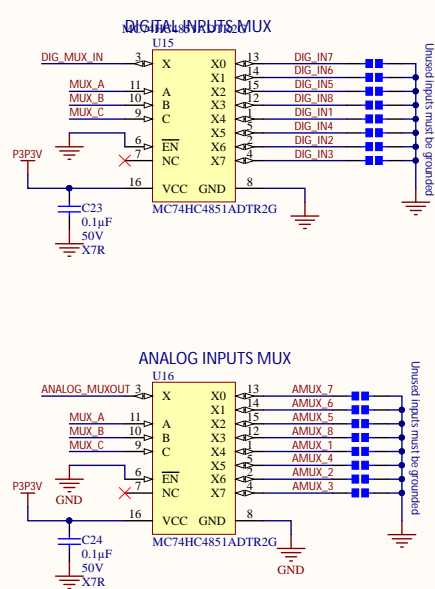 DIGITAL INPUTS MUX
MC74HC4851ADTR2G
U15
DIG_MUX_IN 3 X X0 13 DIG_IN7
X1 14 DIG_IN6
MUX_A 11 A X2 15 DIG_IN5
MUX_B 10 B X3 12 DIG_IN8
MUX_C 9 C X4 1 DIG_IN1
X5 5 DIG_IN4
6 EN X6 2 DIG_IN2
7 NC X7 4 DIG_IN3
P3P3V
16 VCC GND 8
MC74HC4851ADTR2G
C23
0.1µF
50V
X7R
Unused inputs must be grounded
ANALOG INPUTS MUX
U16
ANALOG_MUXOUT 3 X X0 13 AMUX_7
X1 14 AMUX_6
MUX_A 11 A X2 15 AMUX_5
MUX_B 10 B X3 12 AMUX_8
MUX_C 9 C X4 1 AMUX_1
X5 5 AMUX_4
6 EN X6 2 AMUX_2
7 NC X7 4 AMUX_3
GND
P3P3V
16 VCC GND 8
MC74HC4851ADTR2G
C24
0.1µF
50V
X7R
GND
Unused inputs must be grounded